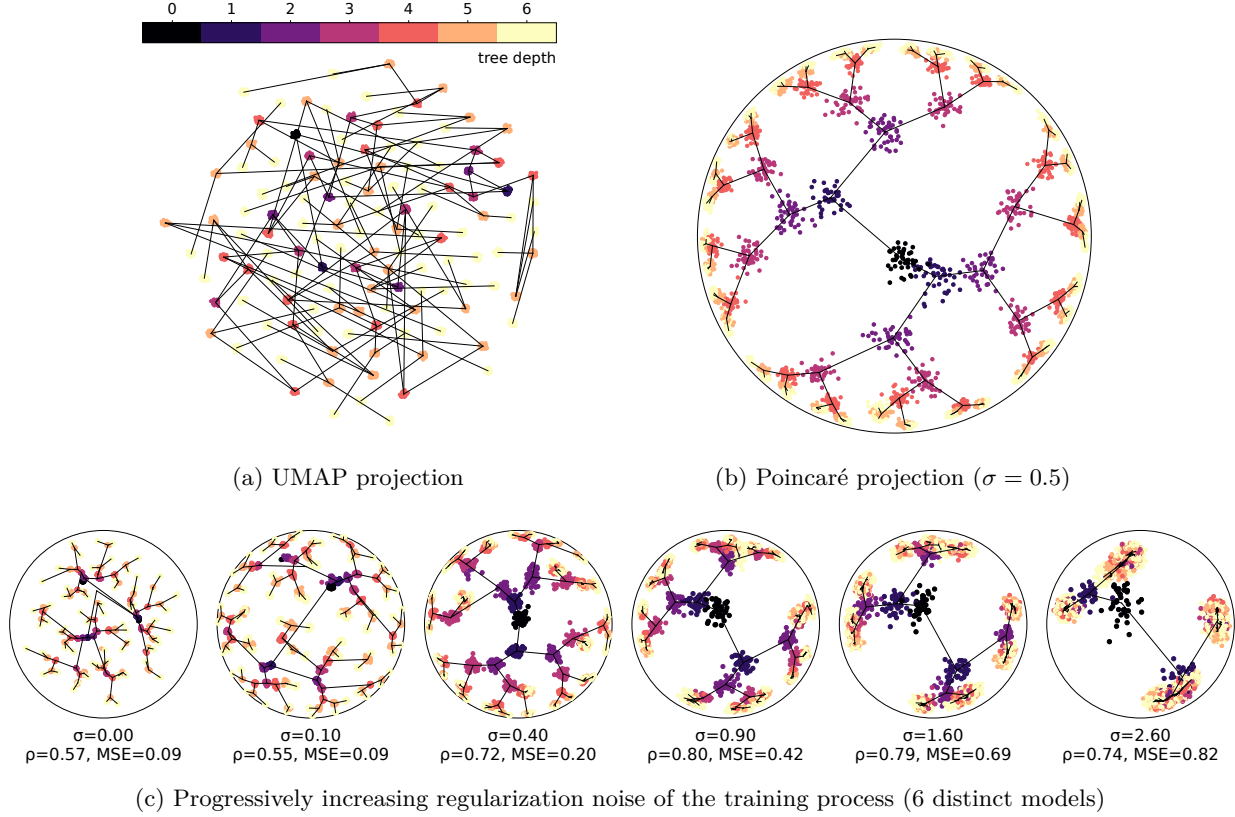 0 1 2 3 4 5 6
tree depth
(a) UMAP projection
(b) Poincaré projection (σ = 0.5)
σ=0.00
ρ=0.57, MSE=0.09
σ=0.10
ρ=0.55, MSE=0.09
σ=0.40
ρ=0.72, MSE=0.20
σ=0.90
ρ=0.80, MSE=0.42
σ=1.60
ρ=0.79, MSE=0.69
σ=2.60
ρ=0.74, MSE=0.82
(c) Progressively increasing regularization noise of the training process (6 distinct models)